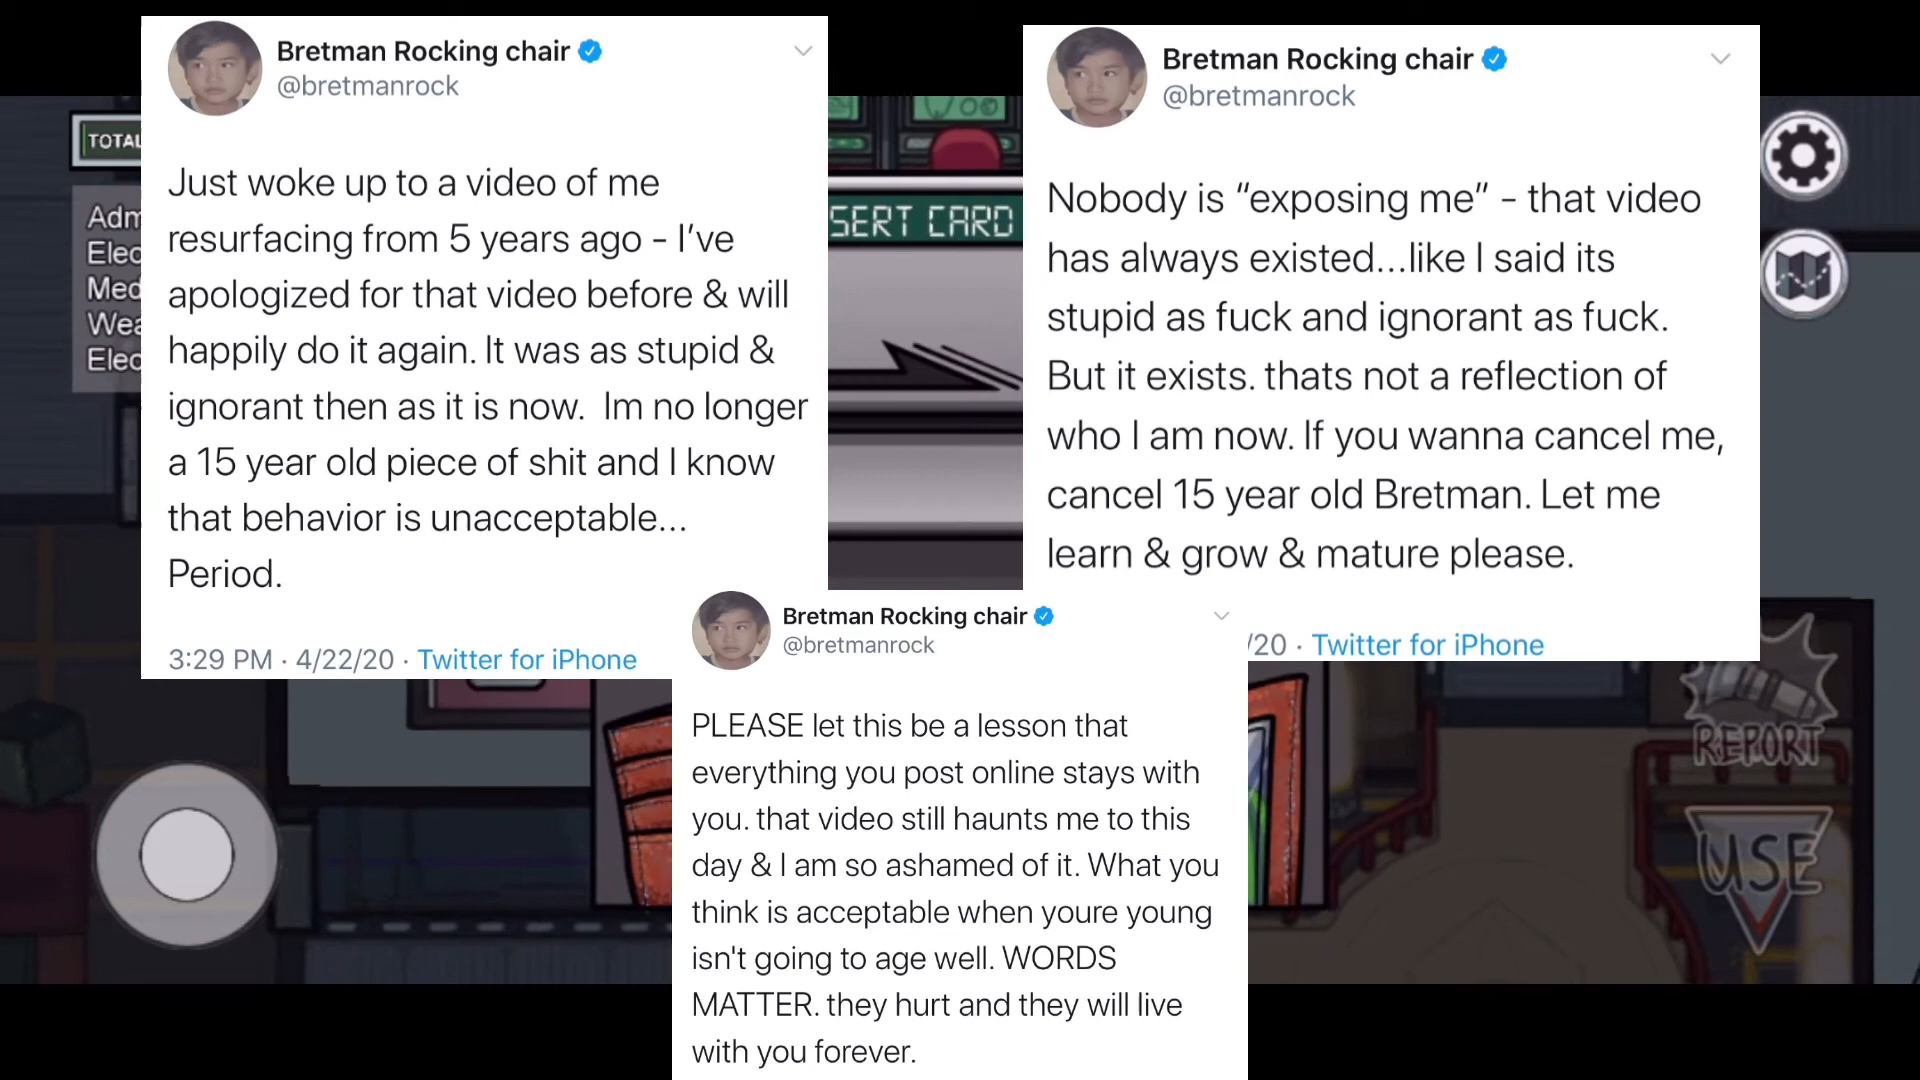 Bretman Rocking chair
@bretmanrock
Just woke up to a video of me
resurfacing from 5 years ago - I've
apologized for that video before & will
happily do it again. It was as stupid &
ignorant then as it is now.  Im no longer
a 15 year old piece of shit and I know
that behavior is unacceptable...
Period.
3:29 PM · 4/22/20 · Twitter for iPhone
Bretman Rocking chair
@bretmanrock
Nobody is “exposing me” - that video
has always existed...like I said its
stupid as fuck and ignorant as fuck.
But it exists. thats not a reflection of
who I am now. If you wanna cancel me,
cancel 15 year old Bretman. Let me
learn & grow & mature please.
/20 · Twitter for iPhone
Bretman Rocking chair
@bretmanrock
PLEASE let this be a lesson that
everything you post online stays with
you. that video still haunts me to this
day & I am so ashamed of it. What you
think is acceptable when youre young
isn't going to age well. WORDS
MATTER. they hurt and they will live
with you forever.
TOTAL
Adm
Elec
Med
Wea
Elec
SERT CARD
REPORT
USE